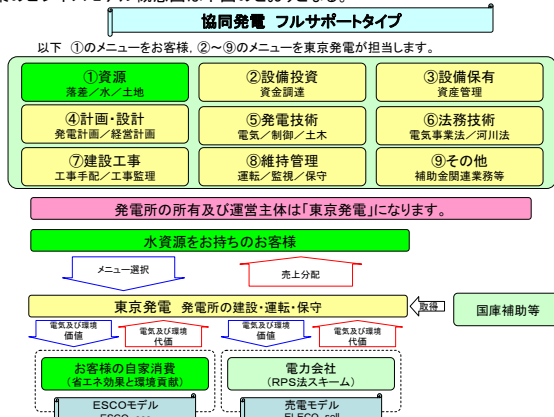 協同発電 フルサポートタイプ
以下 ①のメニューをお客様，②～⑨のメニューを東京発電が担当します。
①資源
落差／水／土地
②設備投資
資金調達
③設備保有
資産管理
④計画・設計
発電計画／経営計画
⑤発電技術
電気／制御／土木
⑥法務技術
電気事業法／河川法
⑦建設工事
工事手配／工事監理
⑧維持管理
運転／監視／保守
⑨その他
補助金関連業務等
発電所の所有及び運営主体は「東京発電」になります。
水資源をお持ちのお客様
メニュー選択
売上分配
東京発電 発電所の建設・運転・保守
取得
国庫補助等
電気及び環境
価値
電気及び環境
代価
電気及び環境
価値
電気及び環境
代価
お客様の自家消費
（省エネ効果と環境貢献）
電力会社
（RPS法スキーム）
ESCOモデル
売電モデル